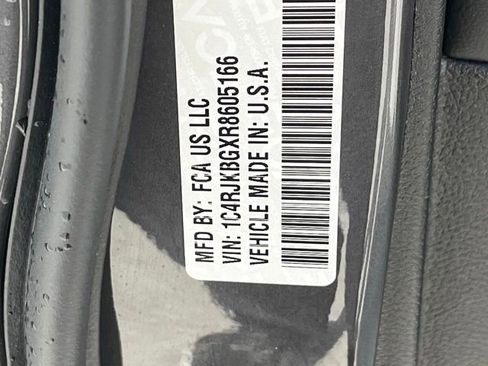 MFD BY: FCA US LLC
VIN: 1C4RJKBGXR8605166
VEHICLE MADE IN: U.S.A.